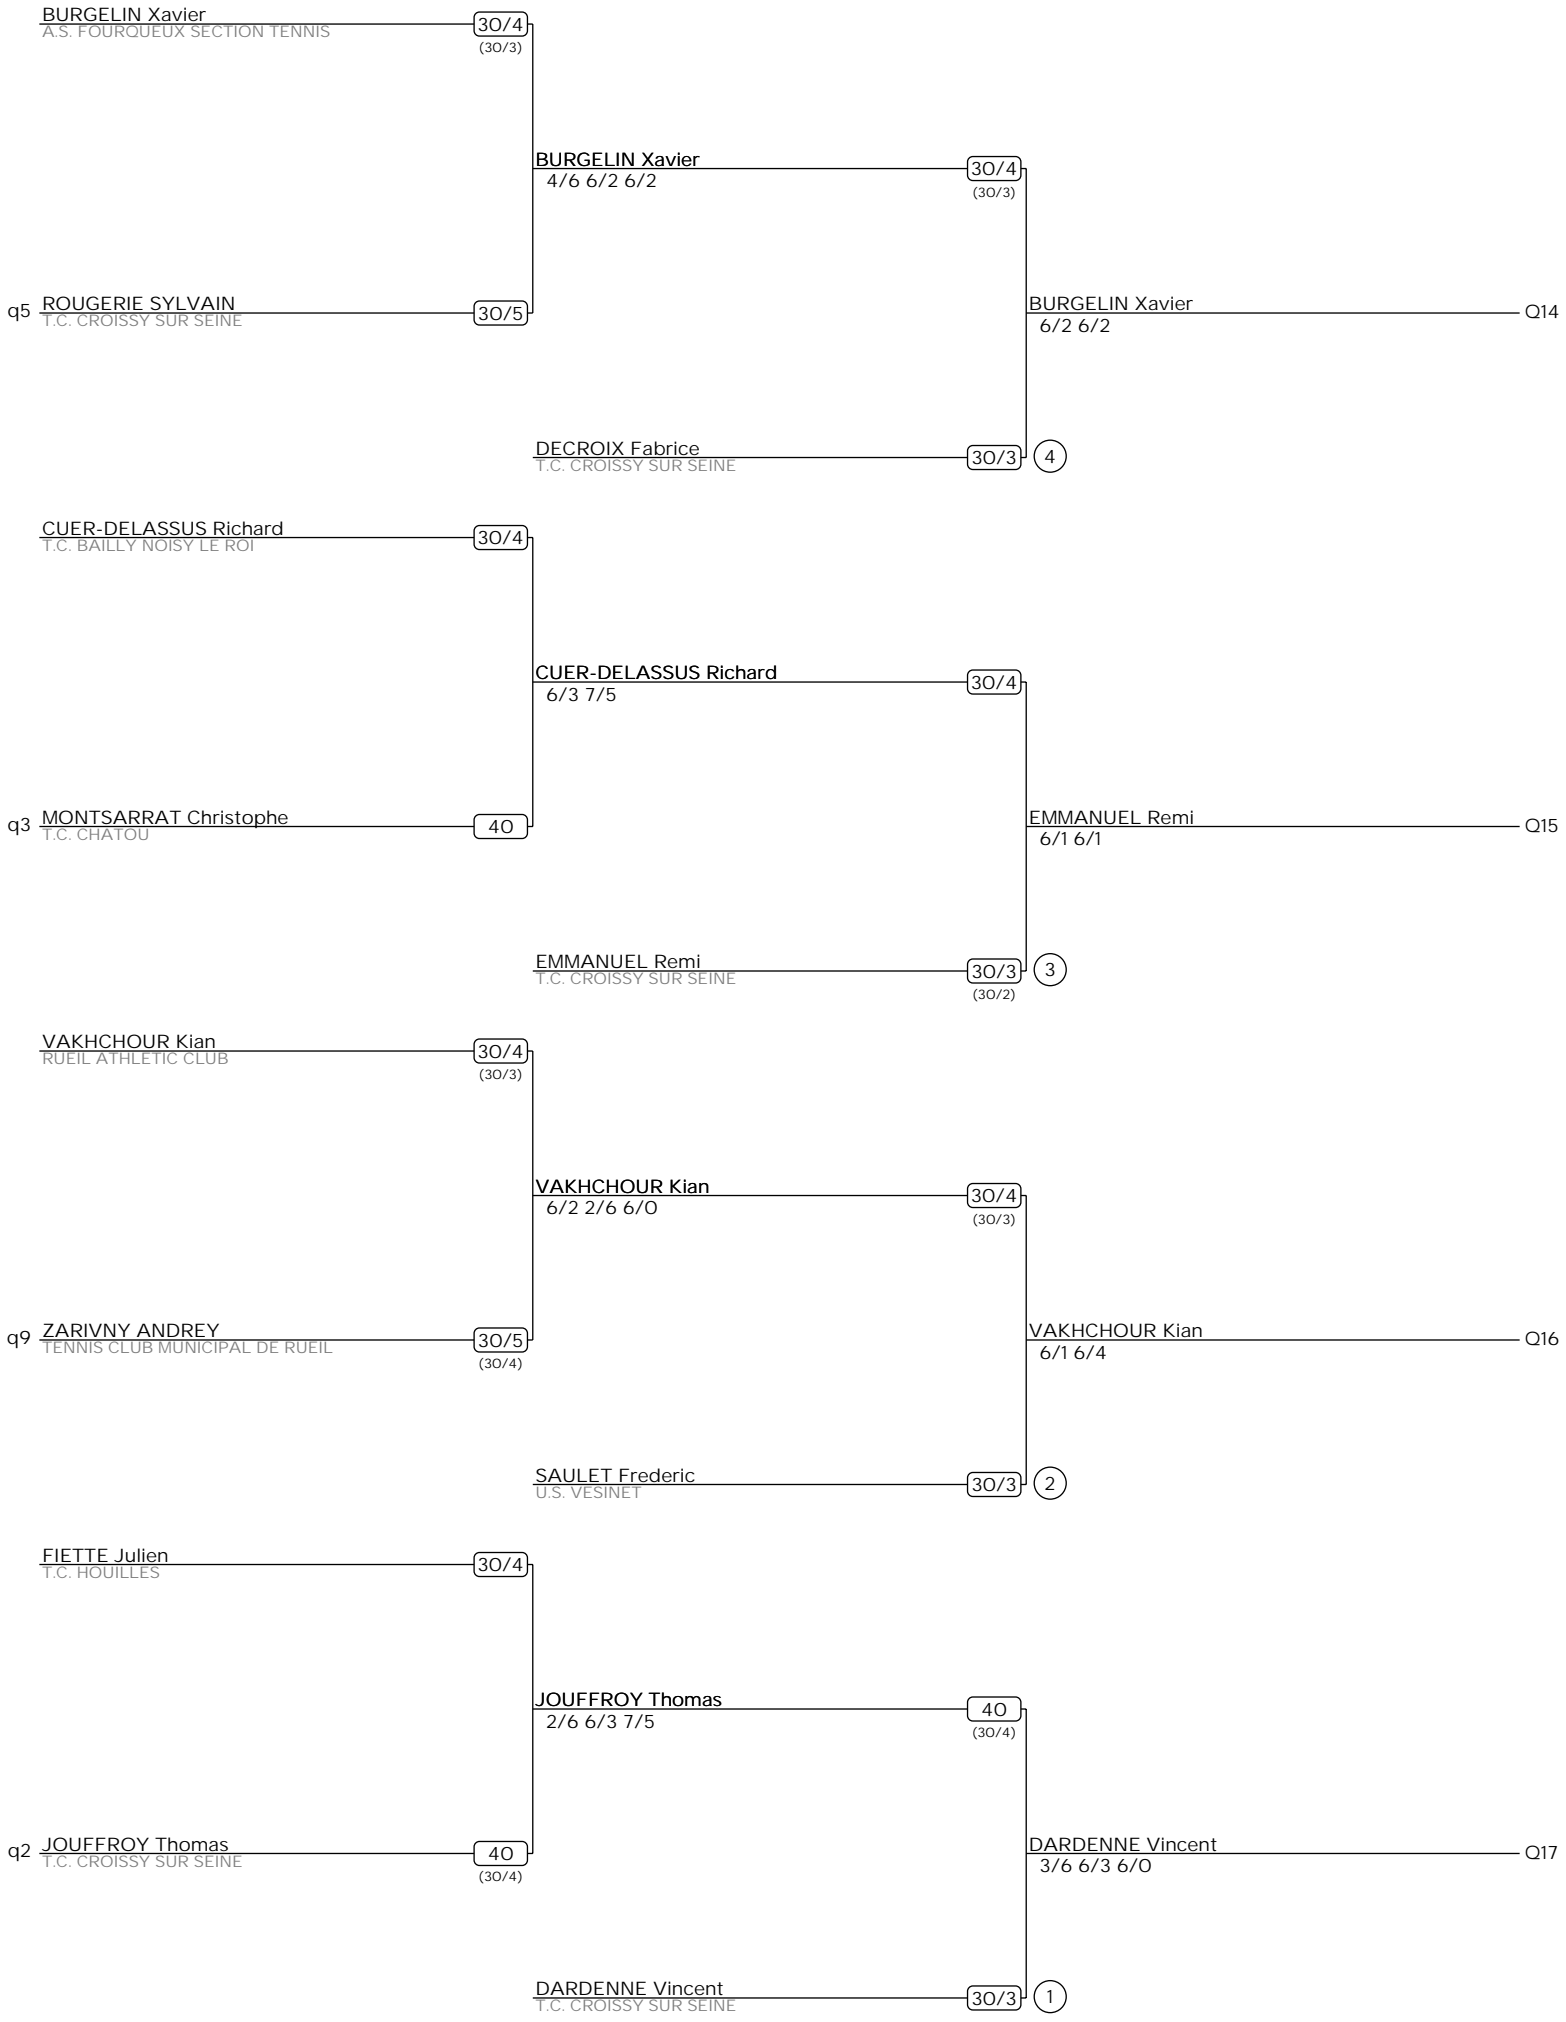 BURGELIN Xavier
A.S. FOURQUEUX SECTION TENNIS
30/4
(30/3)
BURGELIN Xavier
4/6 6/2 6/2
30/4
(30/3)
q5 ROUGERIE SYLVAIN
T.C. CROISSY SUR SEINE
30/5
BURGELIN Xavier
6/2 6/2
Q14
DECROIX Fabrice
T.C. CROISSY SUR SEINE
30/3 4
CUER-DELASSUS Richard
T.C. BAILLY NOISY LE ROI
30/4
CUER-DELASSUS Richard
6/3 7/5
30/4
q3 MONTSARRAT Christophe
T.C. CHATOU
40
EMMANUEL Remi
6/1 6/1
Q15
EMMANUEL Remi
T.C. CROISSY SUR SEINE
30/3 3
(30/2)
VAKHCHOUR Kian
RUEIL ATHLETIC CLUB
30/4
(30/3)
VAKHCHOUR Kian
6/2 2/6 6/0
30/4
(30/3)
q9 ZARIVNY ANDREY
TENNIS CLUB MUNICIPAL DE RUEIL
30/5
(30/4)
VAKHCHOUR Kian
6/1 6/4
Q16
SAULET Frederic
U.S. VESINET
30/3 2
FIETTE Julien
T.C. HOUILLES
30/4
JOUFFROY Thomas
2/6 6/3 7/5
40
(30/4)
q2 JOUFFROY Thomas
T.C. CROISSY SUR SEINE
40
(30/4)
DARDENNE Vincent
3/6 6/3 6/0
Q17
DARDENNE Vincent
T.C. CROISSY SUR SEINE
30/3 1